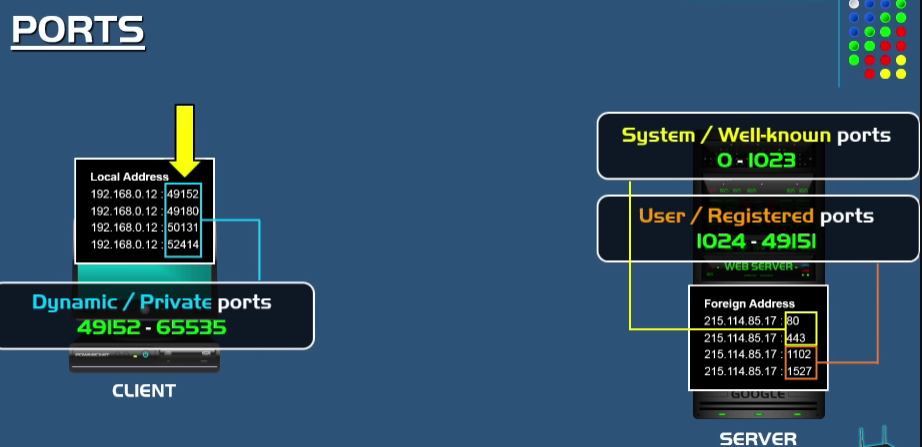 PORTS
Local Address
192.168.0.12 : 49152
192.168.0.12 : 49180
192.168.0.12 : 50131
192.168.0.12 : 52414
Dynamic / Private ports
49152 - 65535
CLIENT
System / Well-known ports
0 - 1023
User / Registered ports
1024 - 49151
WEB SERVER
Foreign Address
215.114.85.17 : 80
215.114.85.17 : 443
215.114.85.17 : 1102
215.114.85.17 : 1527
GOOGLE
SERVER